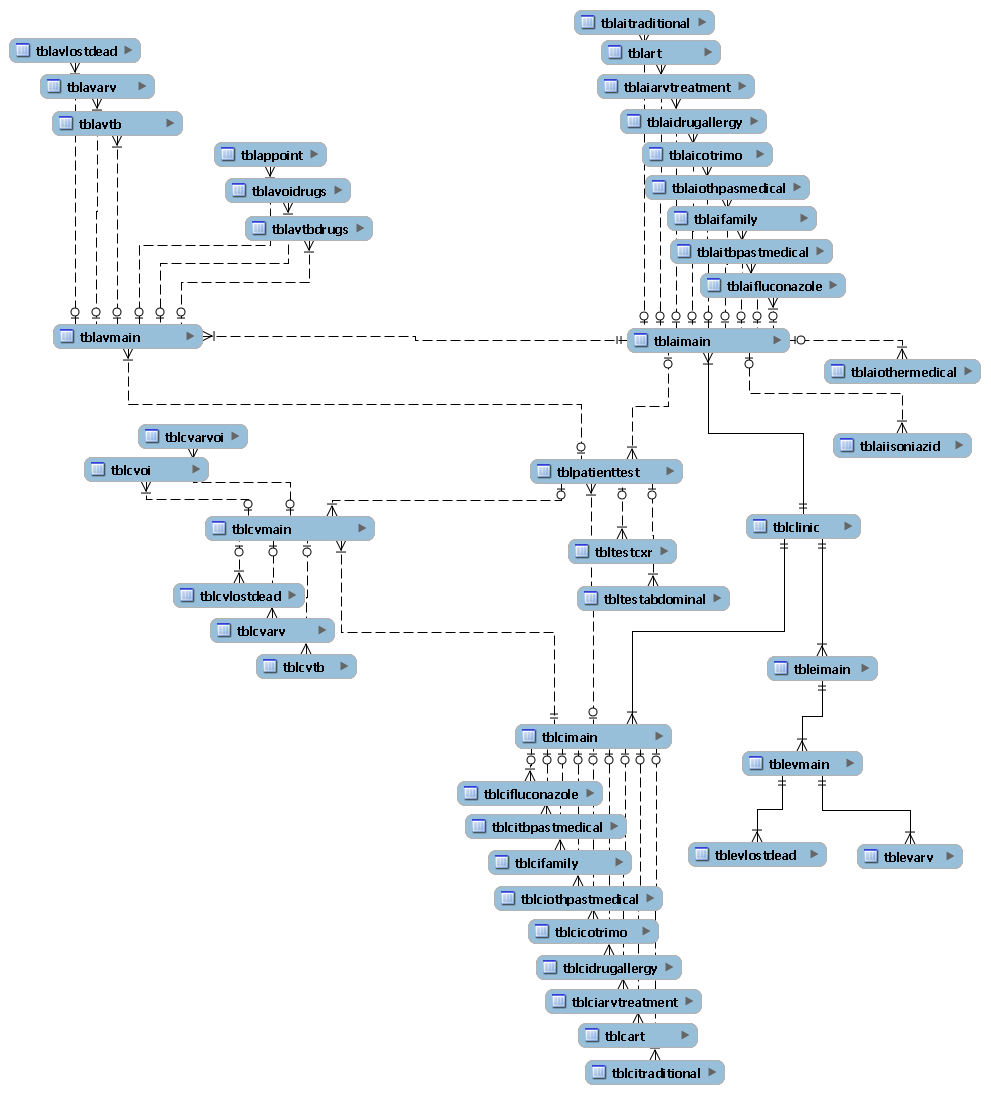 tblaitraditional
tblavlostdead
tblart
tblavarv
tblaiarvtreatment
tblavtb
tblaidrugallergy
tblappoint
tblaicotrimo
tblavoidrugs
tblaiothpasmedical
tblavtbdrugs
tblaifamily
tblaitbpastmedical
tblaifluconazole
tblavmain
tblaimain
tblaiothermedical
tblcvarvoi
tblaiisoniazid
tblcvoi
tblpatienttest
tblcvmain
tblclinic
tbltestcxr
tblcvlostdead
tbltestabdominal
tblcvarv
tblcvtb
tbleimain
tblcimain
tblevmain
tblcifluconazole
tblcitbpastmedical
tblevlostdead
tblevarv
tblcifamily
tblciothpastmedical
tblcicotrimo
tblcidrugallergy
tblciarvtreatment
tblcart
tblcitraditional